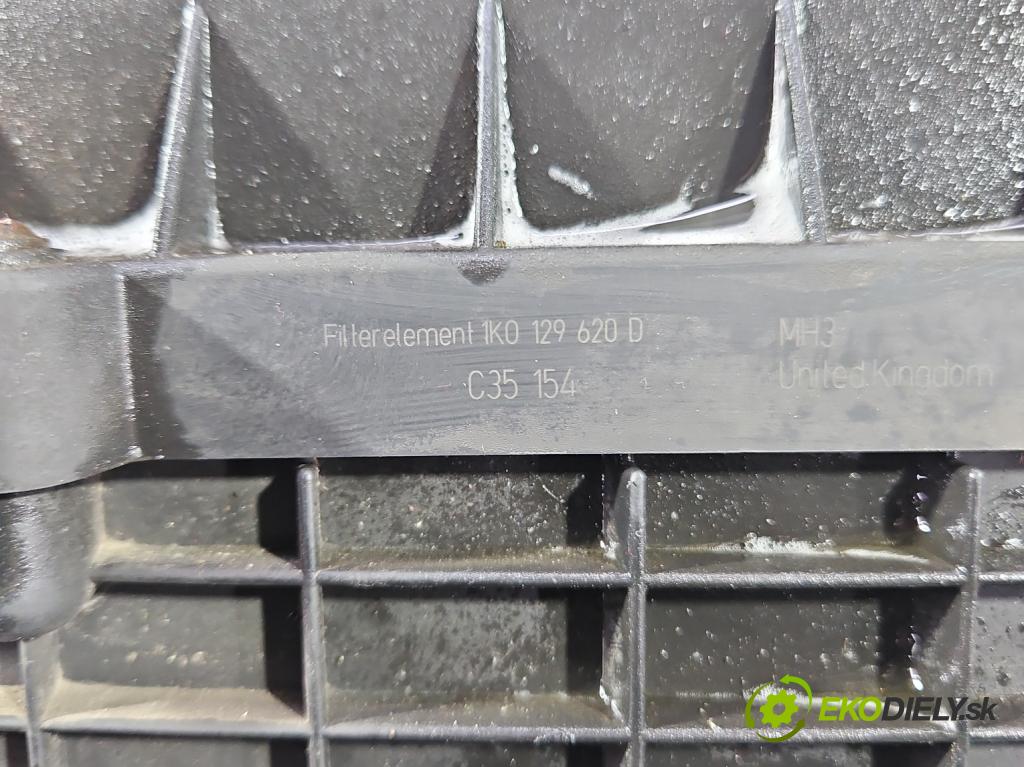 Filterelement 1K0 129 620 D
C35 154
MH3
United Kingdom
EKODIELY.sk